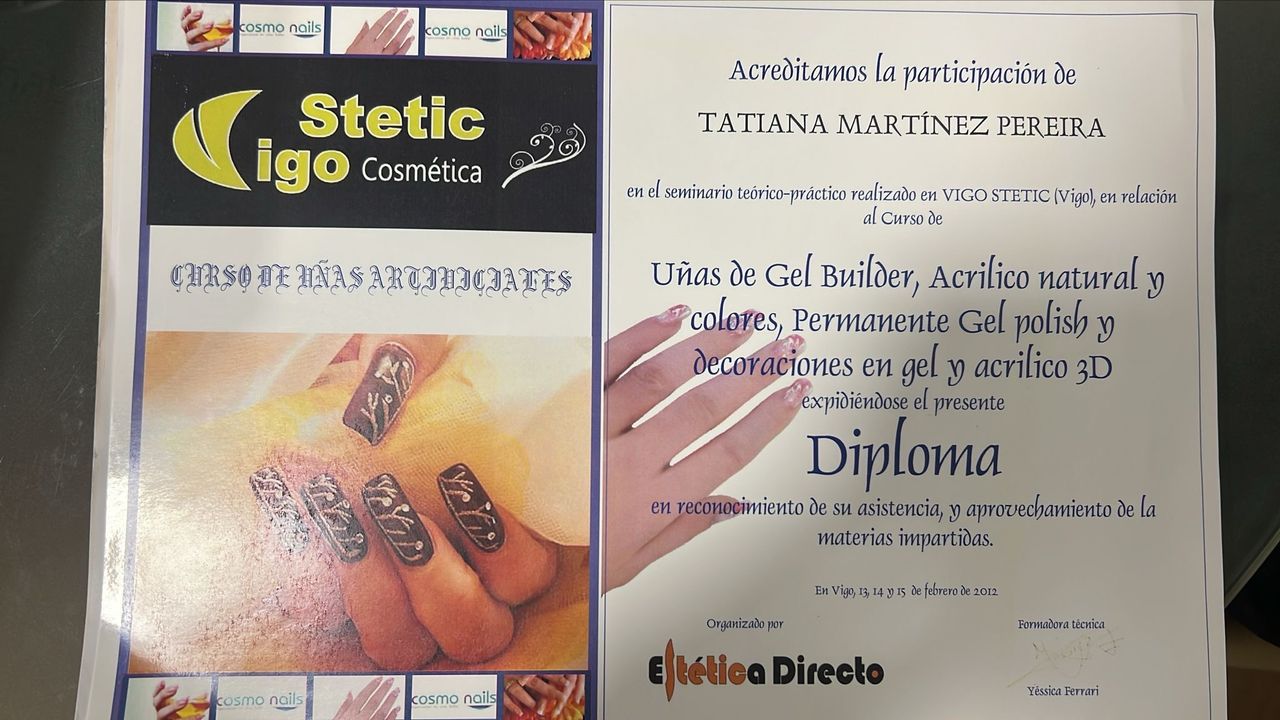 cosmo nails
cosmo nails
Stetic
Vigo Cosmética
CURSO DE UÑAS ARTIDICIALES
cosmo nails
cosmo nails
Acreditamos la participación de
TATIANA MARTÍNEZ PEREIRA
en el seminario teórico-práctico realizado en VIGO STETIC (Vigo), en relación
al Curso de
Uñas de Gel Builder, Acrilico natural y
colores, Permanente Gel polish y
decoraciones en gel y acrilico 3D
expidiéndose el presente
Diploma
en reconocimiento de su asistencia, y aprovechamiento de la
materias impartidas.
En Vigo, 13, 14 y 15 de febrero de 2012
Organizado por
Estética Directo
Formadora técnica
Yéssica Ferrari